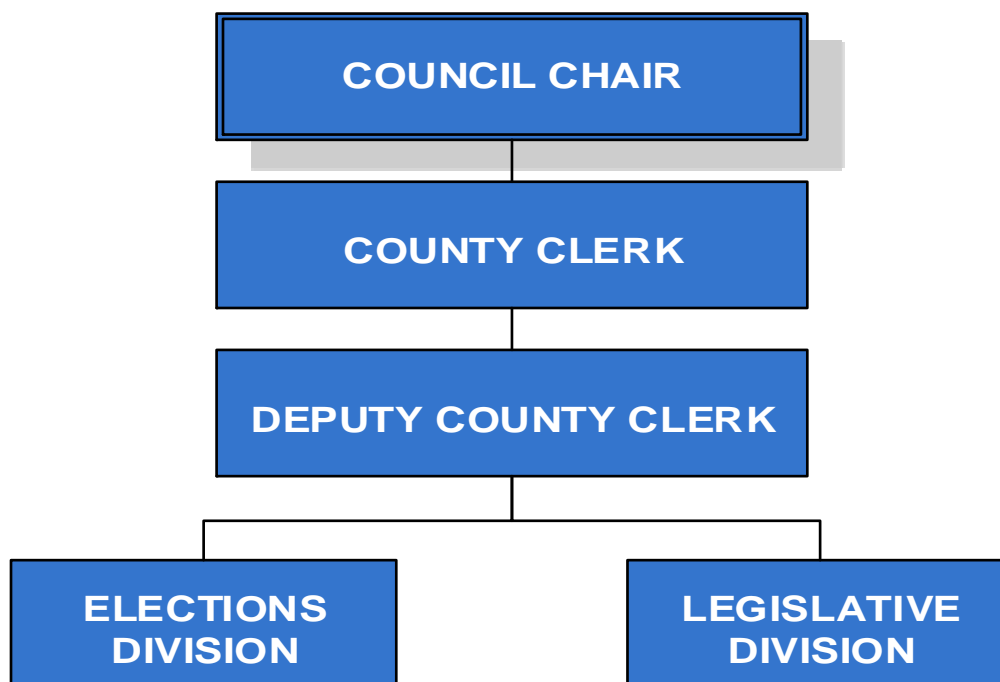 COUNCIL CHAIR
COUNTY CLERK
DEPUTY COUNTY CLERK
ELECTIONS
DIVISION
LEGISLATIVE
DIVISION